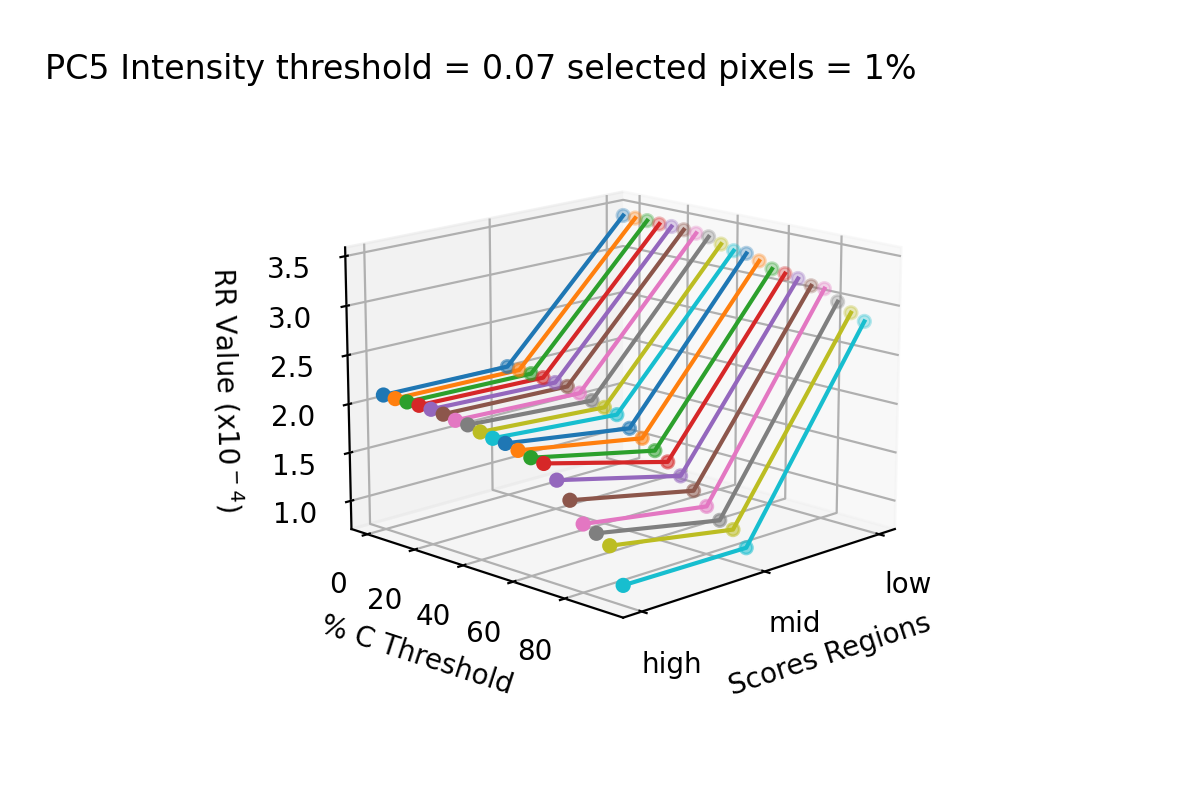 PC5 Intensity threshold = 0.07 selected pixels = 1%
3.5
3.0
2.5
2.0
1.5
1.0
RR Value (x10⁻⁴)
0
20
40
60
80
% C Threshold
high
mid
low
Scores Regions